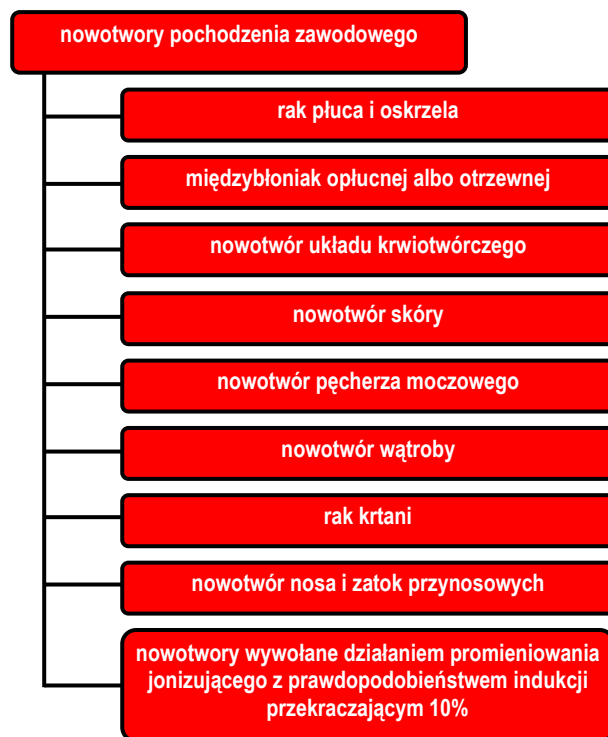 nowotwory pochodzenia zawodowego
rak płuca i oskrzela
międzybłoniak opłucnej albo otrzewnej
nowotwór układu krwiotwórczego
nowotwór skóry
nowotwór pęcherza moczowego
nowotwór wątroby
rak krtani
nowotwór nosa i zatok przynosowych
nowotwory wywołane działaniem promieniowania
jonizującego z prawdopodobieństwem indukcji
przekraczającym 10%